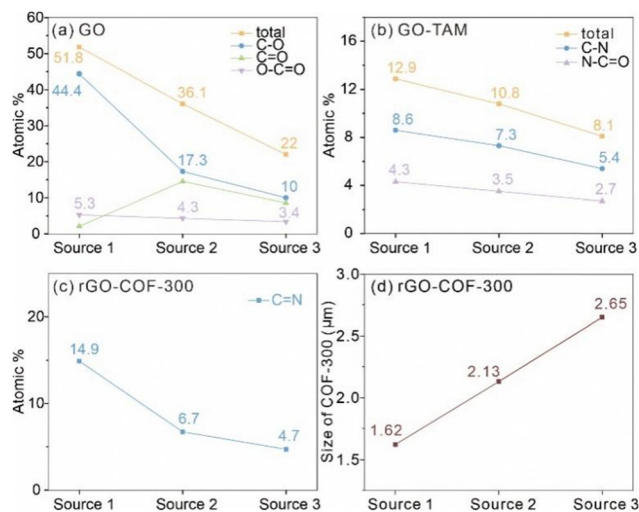 (a) GO
total
C-O
C=O
O-C=O
60
50
40
30
20
10
0
Atomic %
51.8
44.4
36.1
17.3
22
10
5.3
4.3
3.4
Source 1 Source 2 Source 3
(b) GO-TAM
total
C-N
N-C=O
16
12
8
4
0
Atomic %
12.9
10.8
8.1
8.6
7.3
5.4
4.3
3.5
2.7
Source 1 Source 2 Source 3
(c) rGO-COF-300
C=N
20
10
0
Atomic %
14.9
6.7
4.7
Source 1 Source 2 Source 3
(d) rGO-COF-300
3.0
2.5
2.0
1.5
Size of COF-300 (μm)
1.62
2.13
2.65
Source 1 Source 2 Source 3